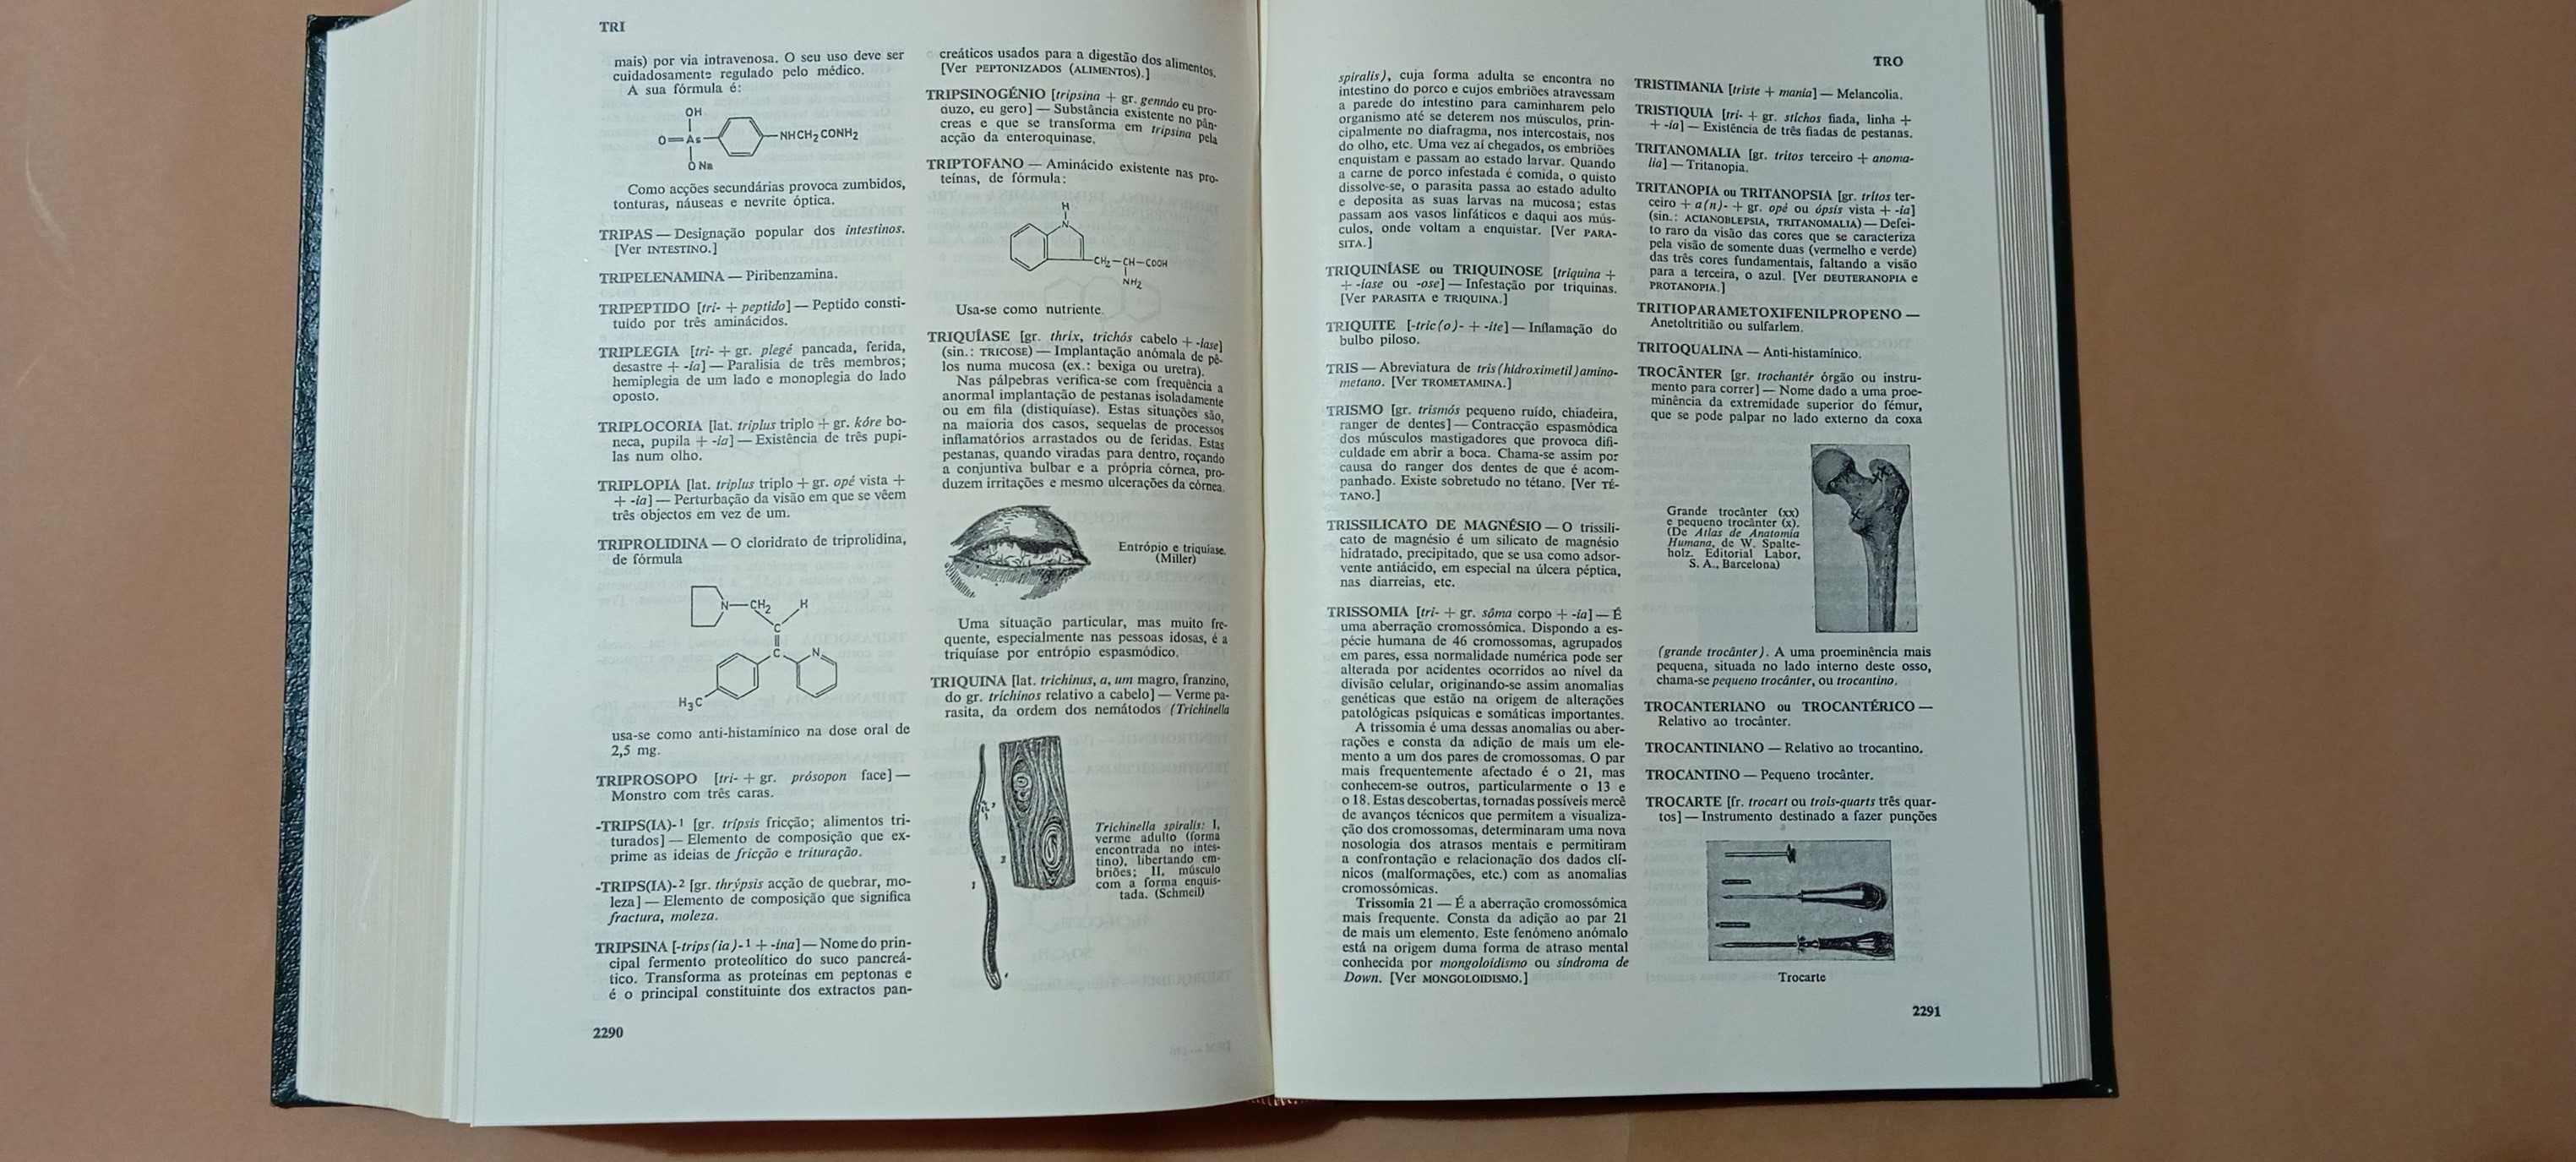 TRI
mais) por via intravenosa. O seu uso deve ser
cuidadosamente regulado pelo médico.
A sua fórmula é:
OH
O=As—NHCH2CONH2
ONa
Como acções secundárias provoca zumbidos,
tonturas, náuseas e nevrite óptica.
TRIPAS — Designação popular dos intestinos.
[Ver INTESTINO.]
TRIPELENAMINA — Piribenzamina.
TRIPEPTIDO [tri- + peptido] — Peptido consti-
tuído por três aminácidos.
TRIPLEGIA [tri- + gr. plegé pancada, ferida,
desastre + -ia] — Paralisia de três membros;
hemiplegia de um lado e monoplegia do lado
oposto.
TRIPLOCORIA [lat. triplus triplo + gr. kóre bo-
neca, pupila + -ia] — Existência de três pupi-
las num olho.
TRIPLOPIA [lat. triplus triplo + gr. opé vista +
+ -ia] — Perturbação da visão em que se vêem
três objectos em vez de um.
TRIPROLIDINA — O cloridrato de triprolidina,
de fórmula
N—CH2 H
C
C N
H3C
usa-se como anti-histamínico na dose oral de
2,5 mg.
TRIPROSOPO [tri- + gr. prósopon face] —
Monstro com três caras.
-TRIPS(IA)-1 [gr. trípsis fricção; alimentos tri-
turados] — Elemento de composição que ex-
prime as ideias de fricção e trituração.
-TRIPS(IA)-2 [gr. thrýpsis acção de quebrar, mo-
leza] — Elemento de composição que significa
fractura, moleza.
TRIPSINA [-trips(ia)-1 + -ina] — Nome do prin-
cipal fermento proteolítico do suco pancreá-
tico. Transforma as proteínas em peptonas e
é o principal constituinte dos extractos pan-
2290
creáticos usados para a digestão dos alimentos.
[Ver PEPTONIZADOS (ALIMENTOS).]
TRIPSINOGÉNIO [tripsina + gr. gennáo eu pro-
duzo, eu gero] — Substância existente no pân-
creas e que se transforma em tripsina pela
acção da enteroquinase.
TRIPTOFANO — Aminácido existente nas pro-
teínas, de fórmula:
H
N
CH2—CH—COOH
NH2
Usa-se como nutriente.
TRIQUÍASE [gr. thríx, trichós cabelo + -íase]
(sin.: TRICOSE) — Implantação anómala de pê-
los numa mucosa (ex.: bexiga ou uretra).
Nas pálpebras verifica-se com frequência a
anormal implantação de pestanas isoladamente
ou em fila (distiquíase). Estas situações são,
na maioria dos casos, sequelas de processos
inflamatórios arrastados ou de feridas. Estas
pestanas, quando viradas para dentro, roçando
a conjuntiva bulbar e a própria córnea, pro-
duzem irritações e mesmo ulcerações da córnea.
Entrópio e triquíase.
(Miller)
Uma situação particular, mas muito fre-
quente, especialmente nas pessoas idosas, é a
triquíase por entrópio espasmódico.
TRIQUINA [lat. trichinus, a, um magro, franzino,
do gr. tríchinos relativo a cabelo] — Verme pa-
rasita, da ordem dos nemátodos (Trichinella
Trichinella spiralis: I,
verme adulto (forma
encontrada no intes-
tino), libertando em-
briões; II, músculo
com a forma enquis-
tada. (Schmeil)
TRO
spiralis), cuja forma adulta se encontra no
intestino do porco e cujos embriões atravessam
a parede do intestino para caminharem pelo
organismo até se deterem nos músculos, prin-
cipalmente no diafragma, nos intercostais, nos
do olho, etc. Uma vez aí chegados, os embriões
enquistam e passam ao estado larvar. Quando
a carne de porco infestada é comida, o quisto
dissolve-se, o parasita passa ao estado adulto
e deposita as suas larvas na mucosa; estas
passam aos vasos linfáticos e daqui aos mús-
culos, onde voltam a enquistar. [Ver PARA-
SITA.]
TRIQUINÍASE ou TRIQUINOSE [triquina +
+ -íase ou -ose] — Infestação por triquinas.
[Ver PARASITA e TRIQUINA.]
TRIQUITE [-tric(o)- + -ite] — Inflamação do
bulbo piloso.
TRIS — Abreviatura de tris(hidroximetil)amino-
metano. [Ver TROMETAMINA.]
TRISMO [gr. trismós pequeno ruído, chiadeira,
ranger de dentes] — Contracção espasmódica
dos músculos mastigadores que provoca difi-
culdade em abrir a boca. Chama-se assim por
causa do ranger dos dentes de que é acom-
panhado. Existe sobretudo no tétano. [Ver TÉ-
TANO.]
TRISSILICATO DE MAGNÉSIO — O trissili-
cato de magnésio é um silicato de magnésio
hidratado, precipitado, que se usa como adsor-
vente antiácido, em especial na úlcera péptica,
nas diarreias, etc.
TRISSOMIA [tri- + gr. sôma corpo + -ia] — É
uma aberração cromossómica. Dispondo a es-
pécie humana de 46 cromossomas, agrupados
em pares, essa normalidade numérica pode ser
alterada por acidentes ocorridos ao nível da
divisão celular, originando-se assim anomalias
genéticas que estão na origem de alterações
patológicas psíquicas e somáticas importantes.
A trissomia é uma dessas anomalias ou aber-
rações e consta da adição de mais um ele-
mento a um dos pares de cromossomas. O par
mais frequentemente afectado é o 21, mas
conhecem-se outros, particularmente o 13 e
o 18. Estas descobertas, tornadas possíveis mercê
de avanços técnicos que permitem a visualiza-
ção dos cromossomas, determinaram uma nova
nosologia dos atrasos mentais e permitiram
a confrontação e relacionação dos dados clí-
nicos (malformações, etc.) com as anomalias
cromossómicas.
Trissomia 21 — É a aberração cromossómica
mais frequente. Consta da adição ao par 21
de mais um elemento. Este fenómeno anómalo
está na origem duma forma de atraso mental
conhecida por mongoloidismo ou síndroma de
Down. [Ver MONGOLOIDISMO.]
TRISTIMANIA [triste + mania] — Melancolia.
TRISTIQUIA [tri- + gr. stíchos fiada, linha +
+ -ia] — Existência de três fiadas de pestanas.
TRITANOMALIA [gr. tritos terceiro + anoma-
lia] — Tritanopia.
TRITANOPIA ou TRITANOPSIA [gr. trítos ter-
ceiro + a(n)- + gr. opé ou ópsis vista + -ia]
(sin.: ACIANOBLEPSIA, TRITANOMALIA) — Defei-
to raro da visão das cores que se caracteriza
pela visão de somente duas (vermelho e verde)
das três cores fundamentais, faltando a visão
para a terceira, o azul. [Ver DEUTERANOPIA e
PROTANOPIA.]
TRITIOPARAMETOXIFENILPROPENO —
Anetoltritião ou sulfarlem.
TRITOQUALINA — Anti-histamínico.
TROCÂNTER [gr. trochantér órgão ou instru-
mento para correr] — Nome dado a uma proe-
minência da extremidade superior do fémur,
que se pode palpar no lado externo da coxa
Grande trocânter (xx)
e pequeno trocânter (x).
(De Atlas de Anatomia
Humana, de W. Spalte-
holz. Editorial Labor,
S. A., Barcelona)
(grande trocânter). A uma proeminência mais
pequena, situada no lado interno deste osso,
chama-se pequeno trocânter, ou trocantino.
TROCANTERIANO ou TROCANTÉRICO —
Relativo ao trocânter.
TROCANTINIANO — Relativo ao trocantino.
TROCANTINO — Pequeno trocânter.
TROCARTE [fr. trocart ou trois-quarts três quar-
tos] — Instrumento destinado a fazer punções
Trocarte
2291